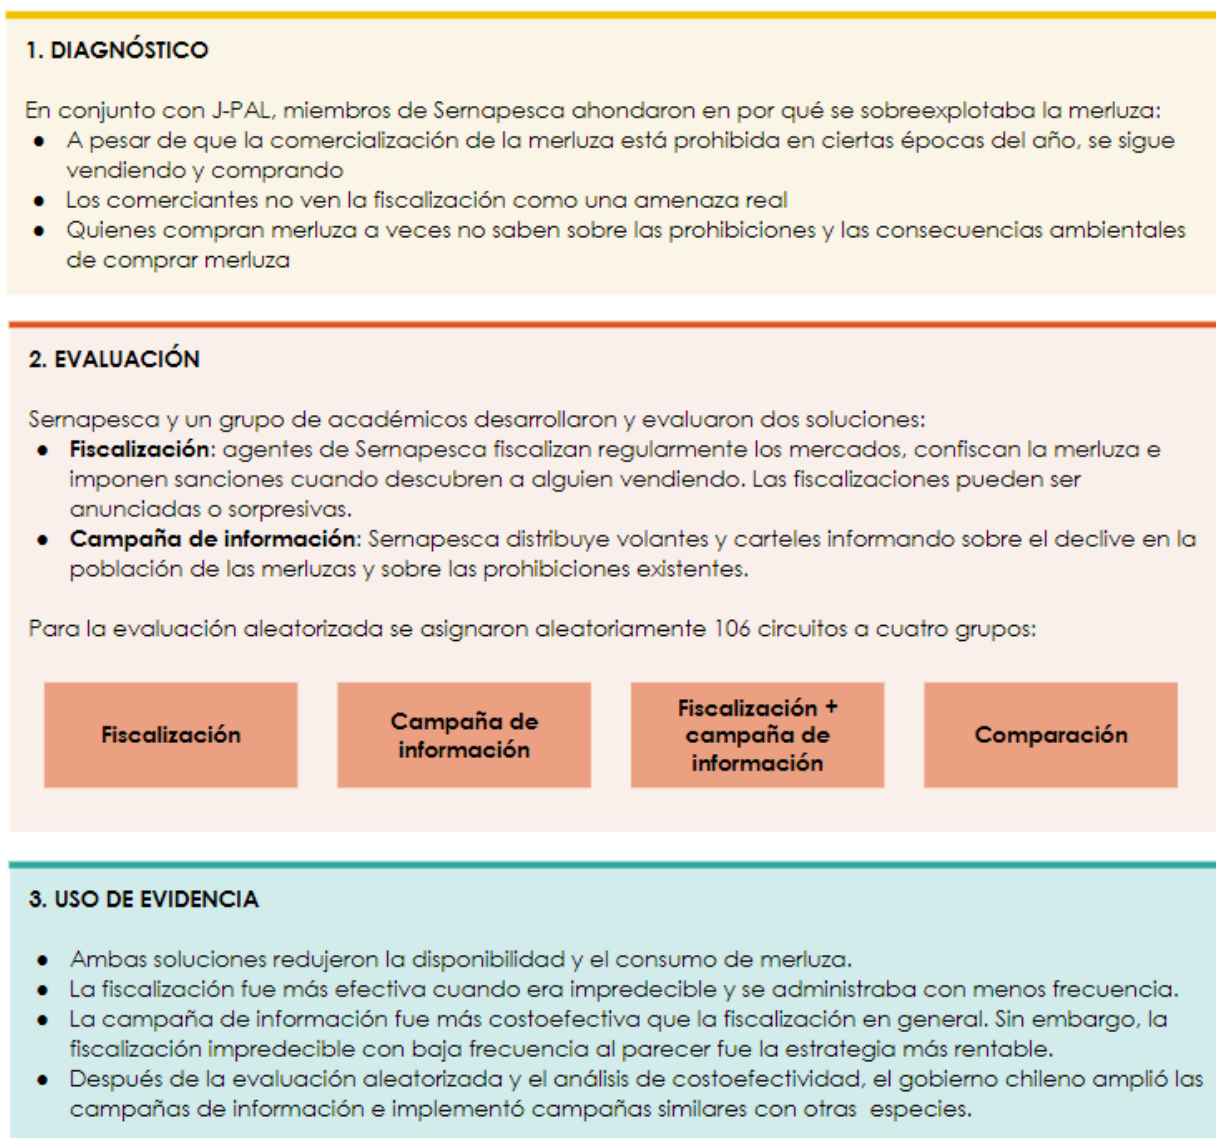 1. DIAGNÓSTICO
En conjunto con J-PAL, miembros de Sernapesca ahondaron en por qué se sobreexplotaba la merluza:
● A pesar de que la comercialización de la merluza está prohibida en ciertas épocas del año, se sigue
vendiendo y comprando
● Los comerciantes no ven la fiscalización como una amenaza real
● Quienes compran merluza a veces no saben sobre las prohibiciones y las consecuencias ambientales
de comprar merluza
2. EVALUACIÓN
Sernapesca y un grupo de académicos desarrollaron y evaluaron dos soluciones:
● Fiscalización: agentes de Sernapesca fiscalizan regularmente los mercados, confiscan la merluza e
imponen sanciones cuando descubren a alguien vendiendo. Las fiscalizaciones pueden ser
anunciadas o sorpresivas.
● Campaña de información: Sernapesca distribuye volantes y carteles informando sobre el declive en la
población de las merluzas y sobre las prohibiciones existentes.
Para la evaluación aleatorizada se asignaron aleatoriamente 106 circuitos a cuatro grupos:
Fiscalización
Campaña de
información
Fiscalización +
campaña de
información
Comparación
3. USO DE EVIDENCIA
● Ambas soluciones redujeron la disponibilidad y el consumo de merluza.
● La fiscalización fue más efectiva cuando era impredecible y se administraba con menos frecuencia.
● La campaña de información fue más costoefectiva que la fiscalización en general. Sin embargo, la
fiscalización impredecible con baja frecuencia al parecer fue la estrategia más rentable.
● Después de la evaluación aleatorizada y el análisis de costoefectividad, el gobierno chileno amplió las
campañas de información e implementó campañas similares con otras especies.